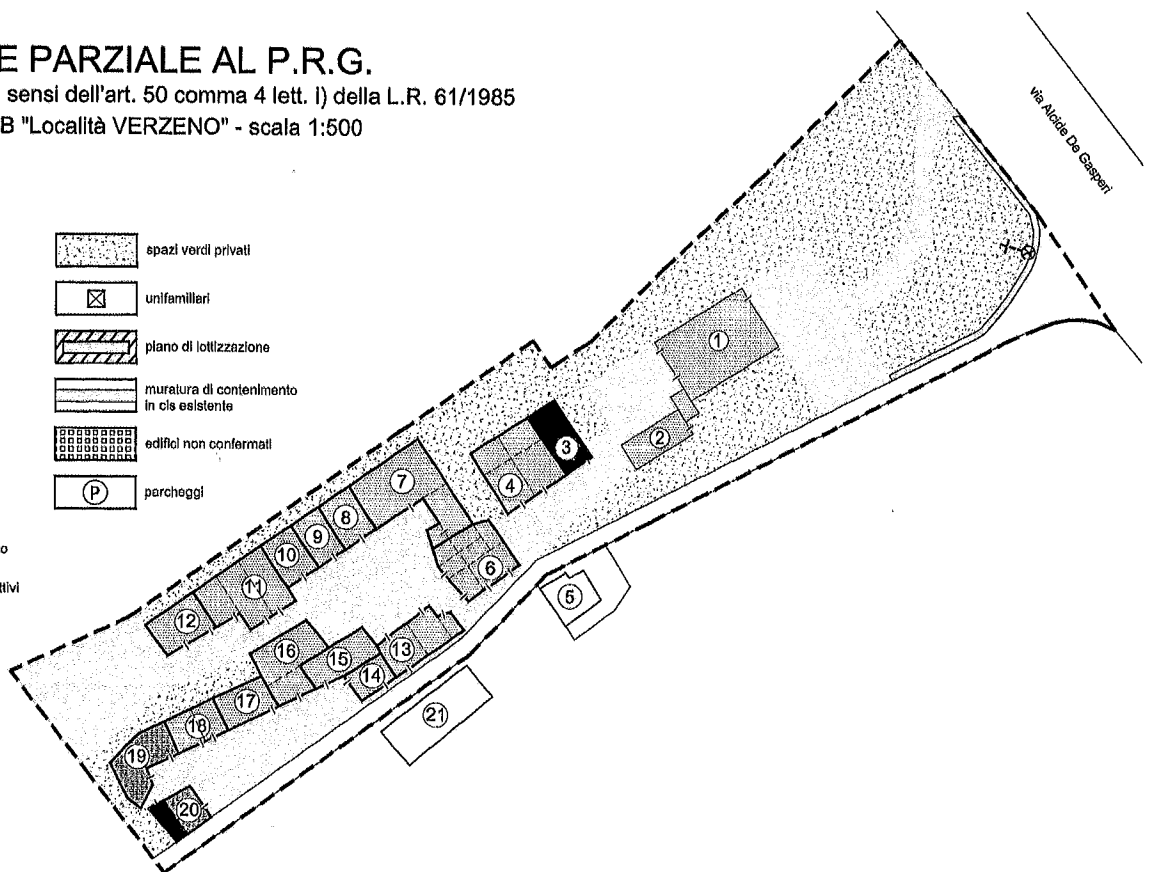 E PARZIALE AL P.R.G.
sensi dell'art. 50 comma 4 lett. i) della L.R. 61/1985
B "Località VERZENO" - scala 1:500
via Alcide De Gasperi
spazi verdi privati
unifamiliari
piano di lottizzazione
muratura di contenimento
in cls esistente
edifici non confermati
P
parcheggi
o
ttivi
1
2
3
4
5
6
7
8
9
10
11
12
13
14
15
16
17
18
19
20
21